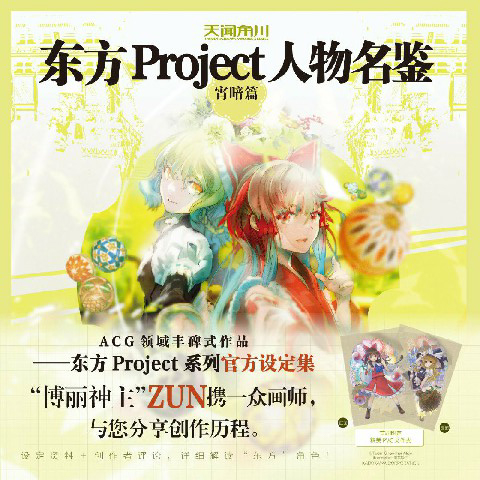 天闻角川
东方Project人物名鉴
宵暗篇
ACG领域丰碑式作品
——东方Project系列官方设定集
“博丽神主”ZUN携一众画师，
与您分享创作历程。
设定资料+创作者评论，详细解读“东方”角色！